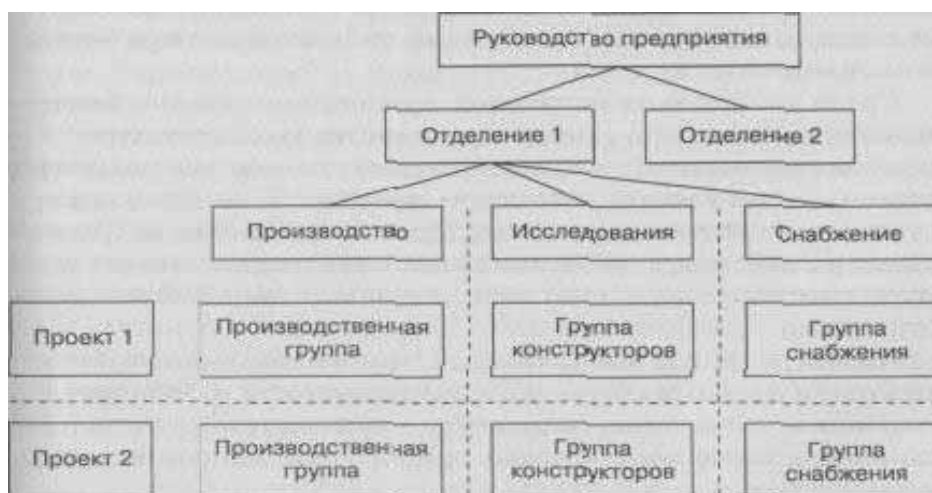 Руководство предприятия
Отделение 1
Отделение 2
Производство
Исследования
Снабжение
Проект 1
Производственная
группа
Группа
конструкторов
Группа
снабжения
Проект 2
Производственная
группа
Группа
конструкторов
Группа
снабжения